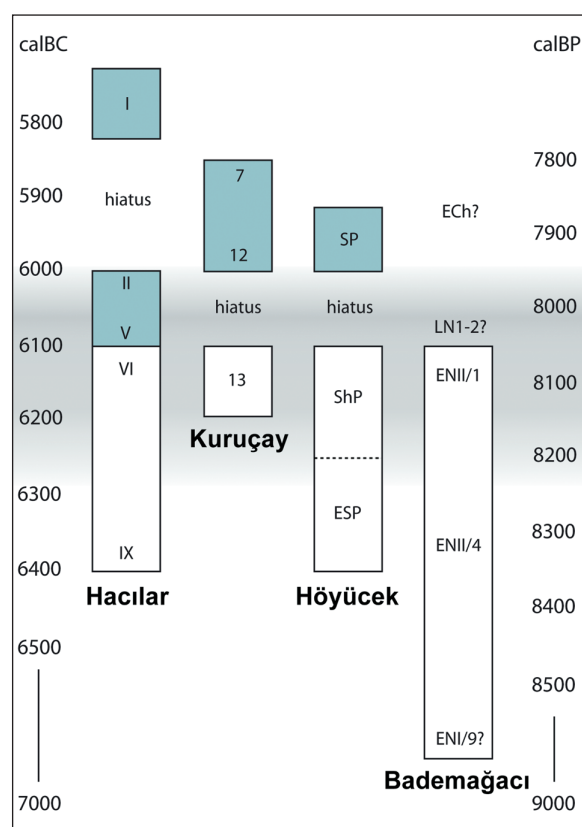 calBC
calBP
I
5800
7800
7
5900
hiatus
ECh?
SP
7900
12
6000
II
hiatus
hiatus
8000
V
LN1-2?
6100
VI
ENII/1
13
8100
ShP
6200
Kuruçay
8200
6300
ESP
8300
IX
ENII/4
6400
Hacılar
Höyücek
8400
6500
8500
ENI/9?
Bademağacı
7000
9000